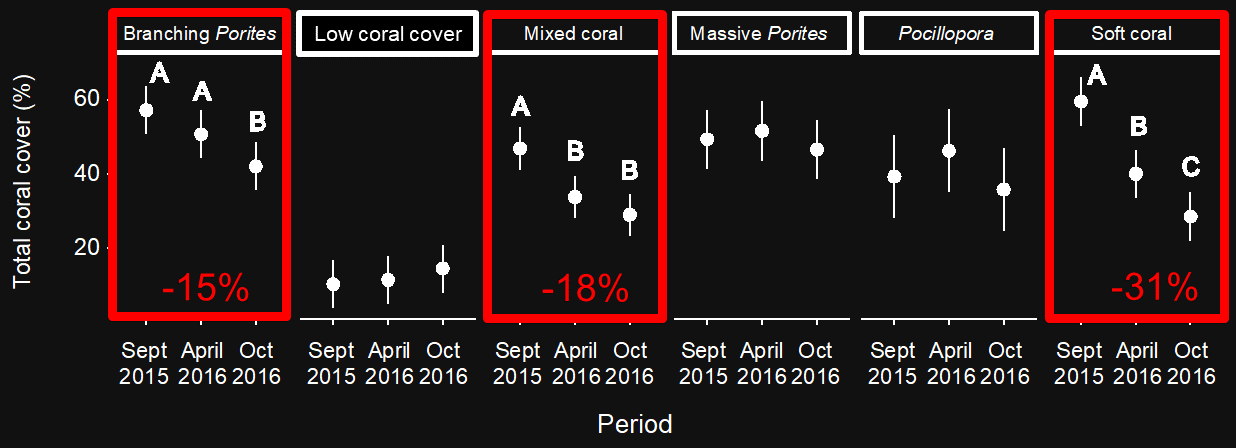 Branching Porites
Low coral cover
Mixed coral
Massive Porites
Pocillopora
Soft coral
Total coral cover (%)
60
40
20
A
A
B
-15%
A
B
B
-18%
A
B
C
-31%
Sept April Oct
2015 2016 2016
Sept April Oct
2015 2016 2016
Sept April Oct
2015 2016 2016
Sept April Oct
2015 2016 2016
Sept April Oct
2015 2016 2016
Sept April Oct
2015 2016 2016
Period